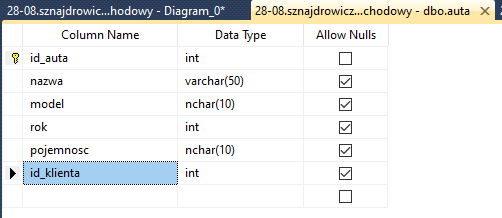 28-08.sznajdrowic...chodowy - Diagram_0* 28-08.sznajdrowicz...chodowy - dbo.auta
Column Name Data Type Allow Nulls
id_auta int
nazwa varchar(50)
model nchar(10)
rok int
pojemnosc nchar(10)
id_klienta int